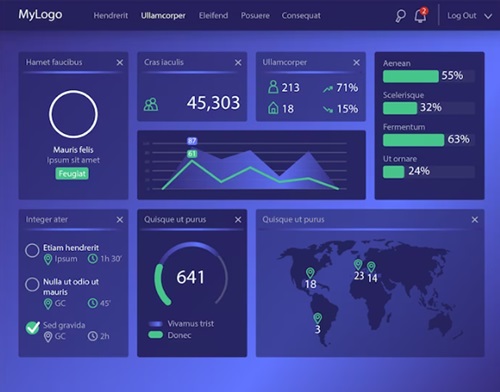 MyLogo Hendrerit Ullamcorper Eleifend Posuere Consequat 2 Log Out
Hamet faucibus
Mauris felis
Ipsum sit amet
Feugiat
Cras iaculis
45,303
Ullamcorper
213 71%
18 15%
87
61
Aenean
55%
Scelerisque
32%
Fermentum
63%
Ut ornare
24%
Integer ater
Etiam hendrerit
Ipsum 1h 30'
Nulla ut odio ut
mauris
GC 45'
Sed gravida
GC 2h
Quisque ut purus
641
Vivamus trist
Donec
Quisque ut purus
18
23 14
3